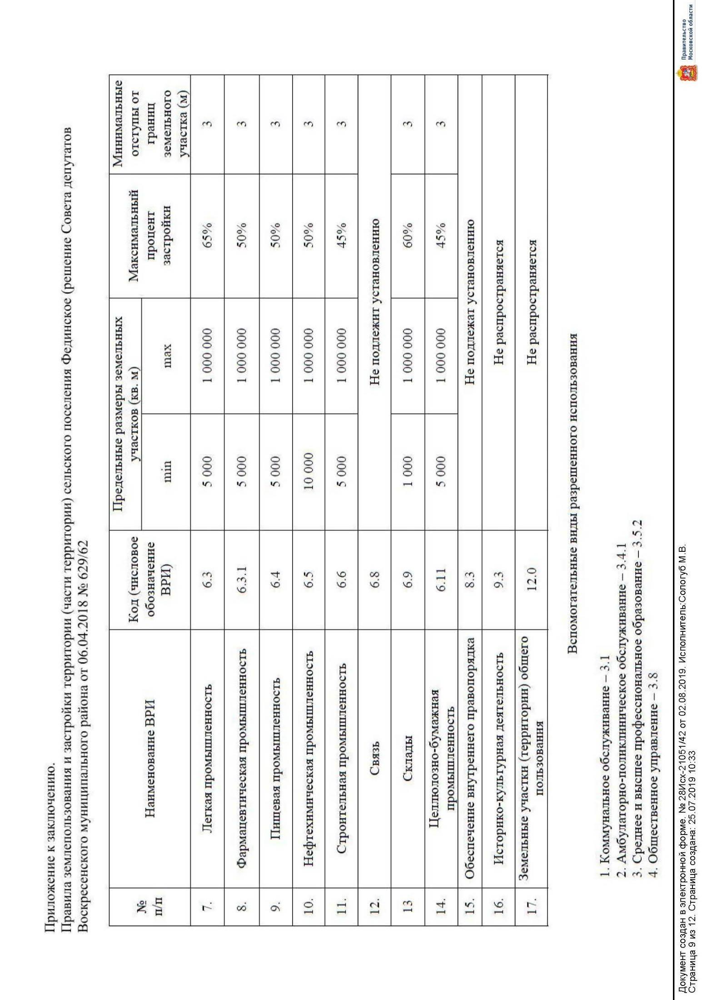 Приложение к заключению.
Правила землепользования и застройки территории (части территории) сельского поселения Фединское (решение Совета депутатов
Воскресенского муниципального района от 06.04.2018 № 629/62
№
п/п
Наименование ВРИ
Код (числовое
обозначение
ВРИ)
Предельные размеры земельных
участков (кв. м)
min
max
Максимальный
процент
застройки
Минимальные
отступы от
границ
земельного
участка (м)
7. Легкая промышленность 6.3 5 000 1 000 000 65% 3
8. Фармацевтическая промышленность 6.3.1 5 000 1 000 000 50% 3
9. Пищевая промышленность 6.4 5 000 1 000 000 50% 3
10. Нефтехимическая промышленность 6.5 10 000 1 000 000 50% 3
11. Строительная промышленность 6.6 5 000 1 000 000 45% 3
12. Связь 6.8 Не подлежит установлению
13 Склады 6.9 1 000 1 000 000 60% 3
14. Целлюлозно-бумажная
промышленность 6.11 5 000 1 000 000 45% 3
15. Обеспечение внутреннего правопорядка 8.3 Не подлежат установлению
16. Историко-культурная деятельность 9.3 Не распространяется
17. Земельные участки (территории) общего
пользования 12.0 Не распространяется
Вспомогательные виды разрешенного использования
1. Коммунальное обслуживание – 3.1
2. Амбулаторно-поликлиническое обслуживание – 3.4.1
3. Среднее и высшее профессиональное образование – 3.5.2
4. Общественное управление – 3.8
Документ создан в электронной форме. № 28Исх-21051/42 от 02.08.2019. Исполнитель:Сологуб М.В.
Страница 9 из 12. Страница создана: 25.07.2019 10:33
Правительство
Московской области